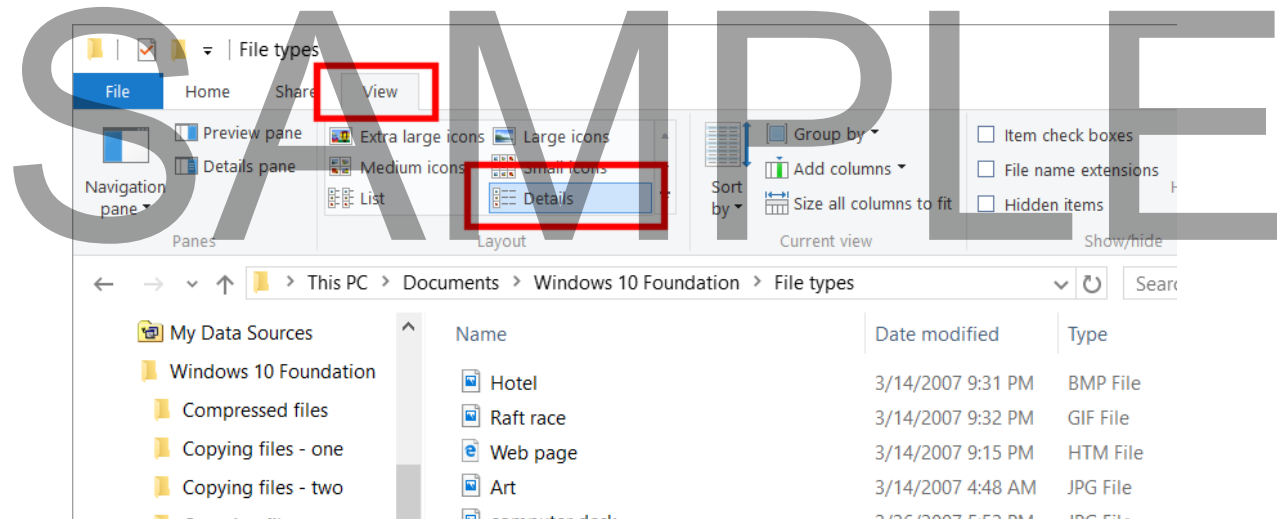 SAMPLE
File types
File Home Share View
Preview pane Extra large icons Large icons Group by Item check boxes
Details pane Medium icons Small icons Add columns File name extensions
Navigation pane List Details Sort by Size all columns to fit Hidden items
Panes Layout Current view Show/hide
This PC > Documents > Windows 10 Foundation > File types
My Data Sources Name Date modified Type
Windows 10 Foundation
Hotel 3/14/2007 9:31 PM BMP File
Compressed files Raft race 3/14/2007 9:32 PM GIF File
Copying files - one Web page 3/14/2007 9:15 PM HTM File
Copying files - two Art 3/14/2007 4:48 AM JPG File